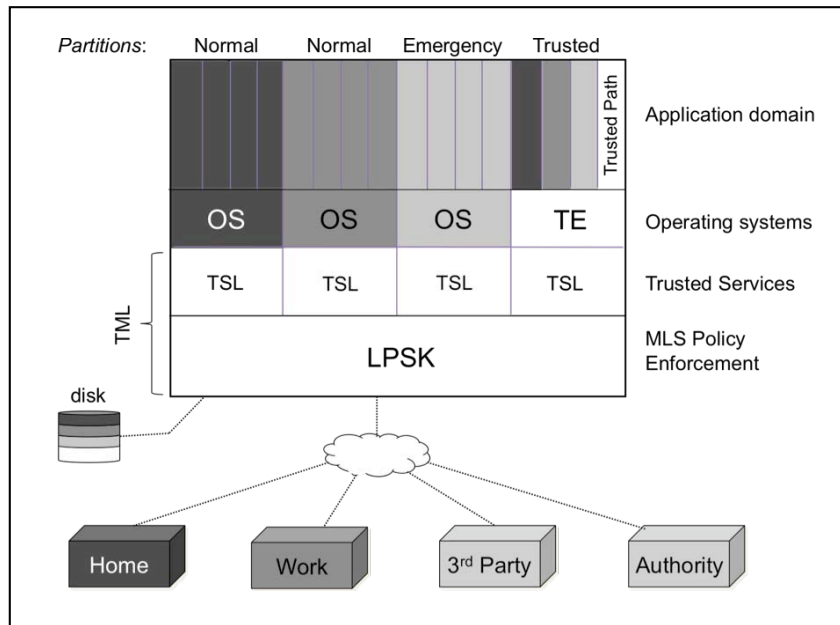 Partitions: Normal Normal Emergency Trusted
Trusted Path
Application domain
OS OS OS TE Operating systems
TSL TSL TSL TSL Trusted Services
TML
LPSK
MLS Policy
Enforcement
disk
Home Work 3rd Party Authority